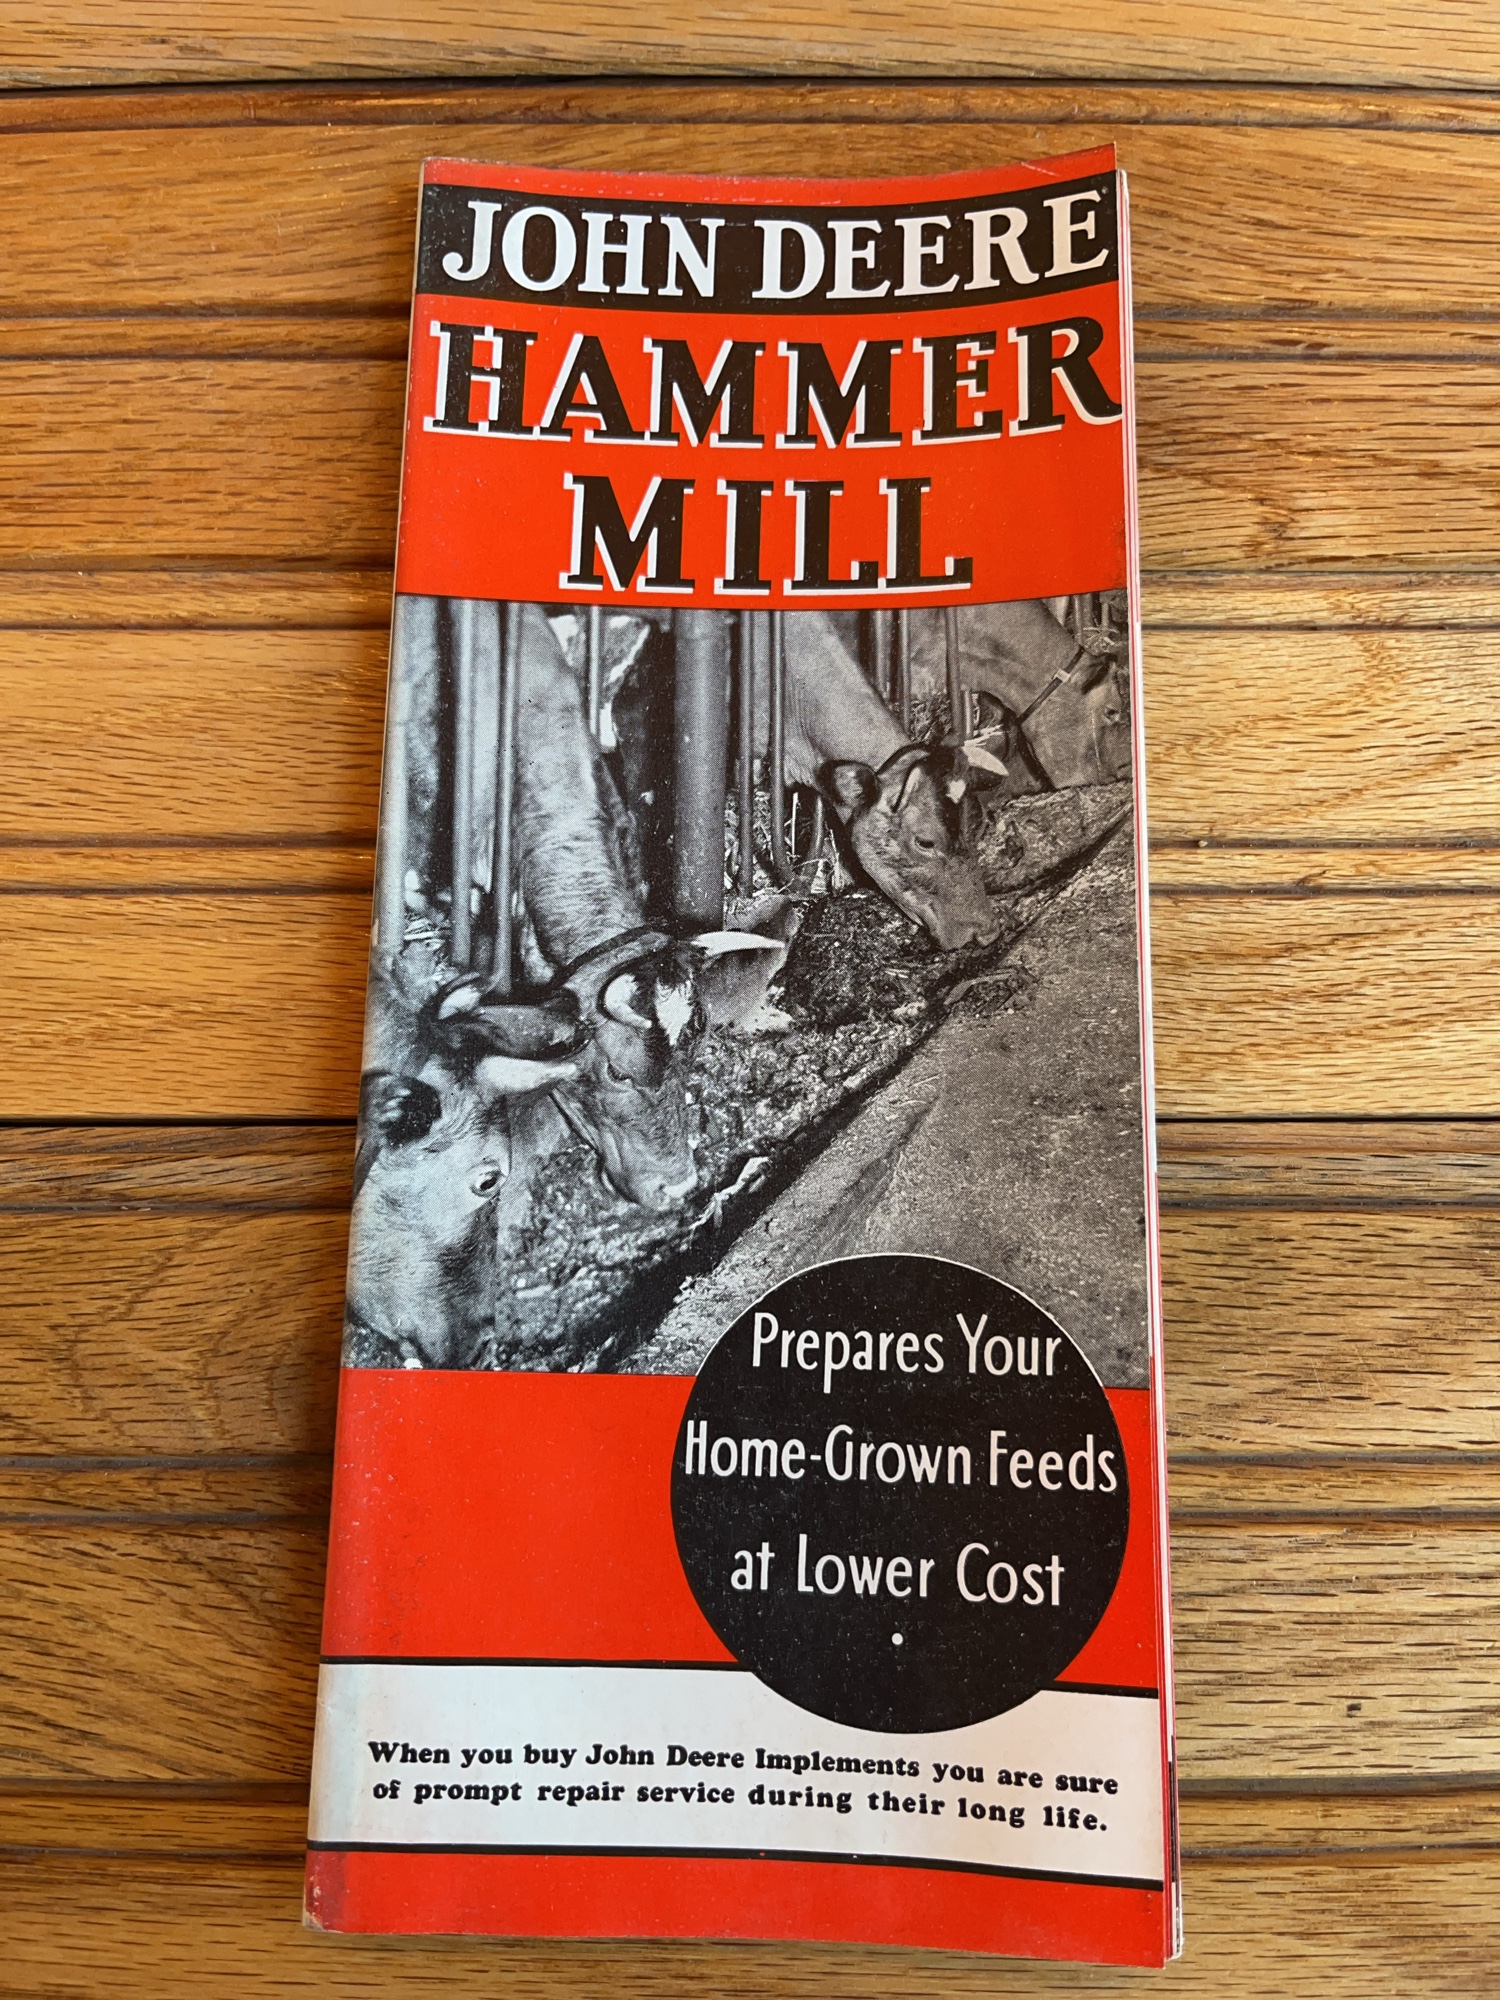 JOHN DEERE
HAMMER
MILL
Prepares Your
Home-Grown Feeds
at Lower Cost
When you buy John Deere Implements you are sure
of prompt repair service during their long life.